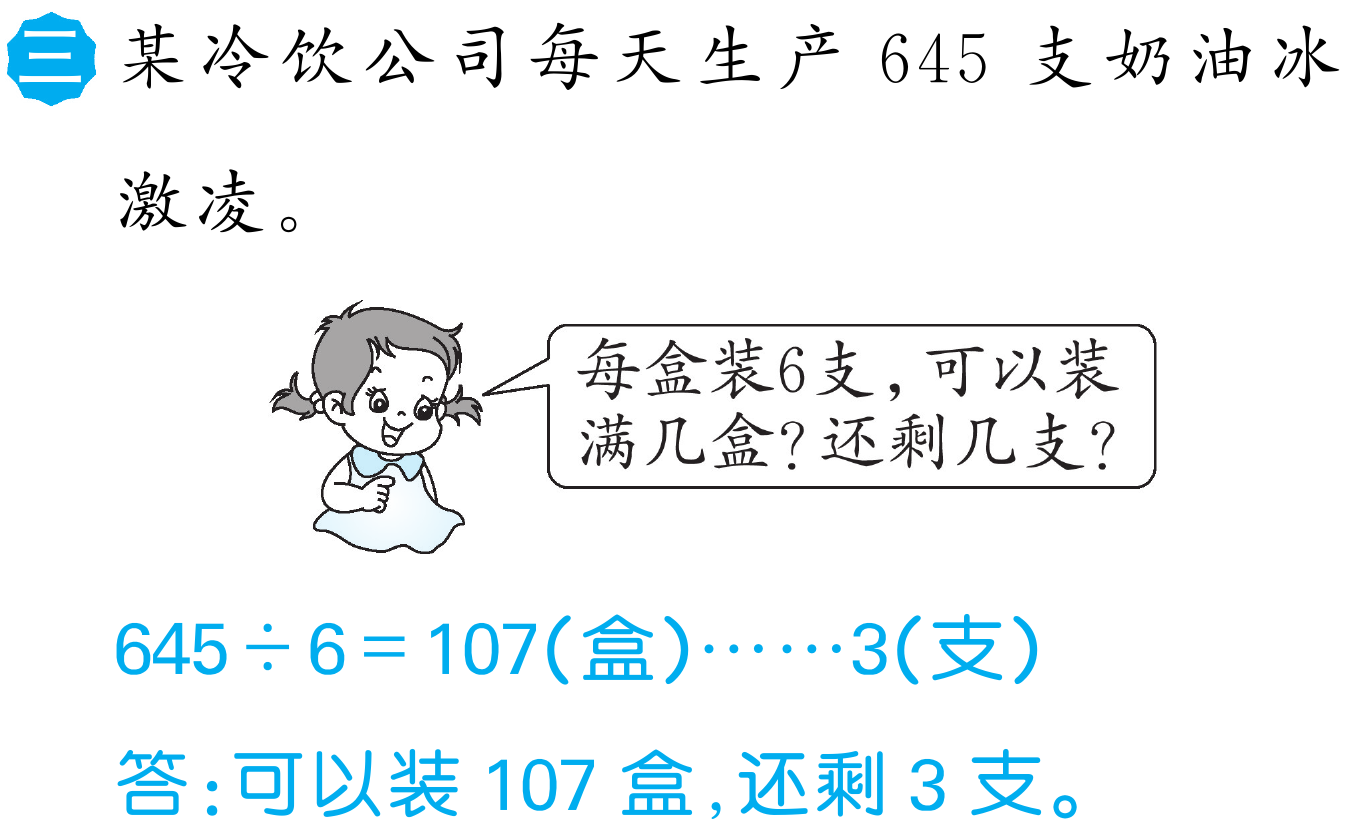 三 某冷饮公司每天生产 645 支奶油冰
激凌。
每盒装6支,可以装
满几盒?还剩几支?
645÷6=107(盒)……3(支)
答:可以装 107 盒,还剩 3 支。